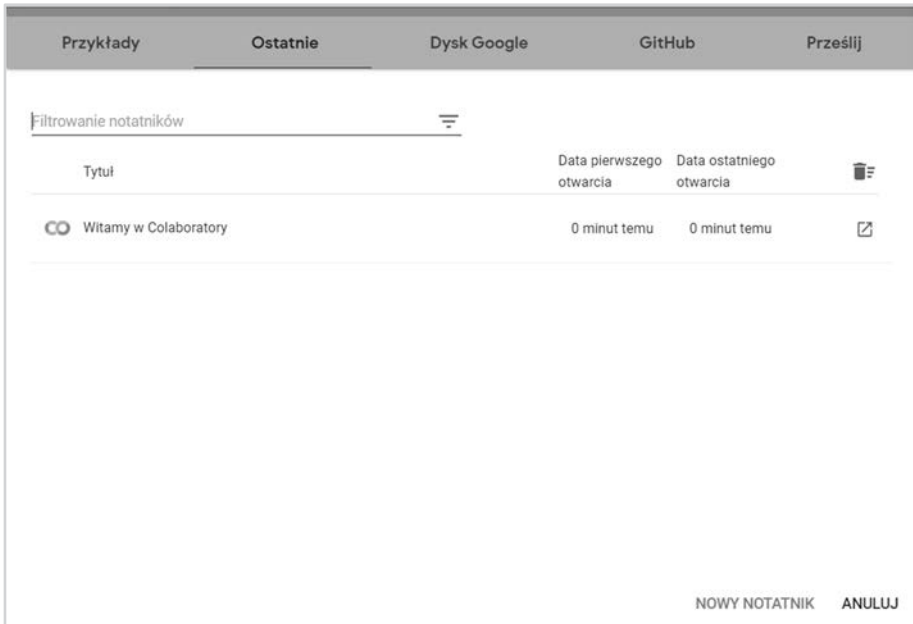 Przykłady Ostatnie Dysk Google GitHub Prześlij
Filtrowanie notatników
Tytuł Data pierwszego otwarcia Data ostatniego otwarcia
Witamy w Colaboratory 0 minut temu 0 minut temu
NOWY NOTATNIK ANULUJ